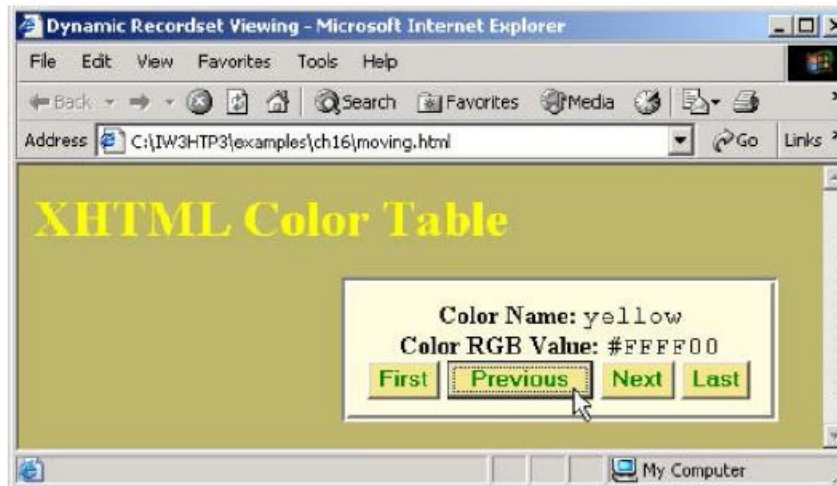 Dynamic Recordset Viewing - Microsoft Internet Explorer
File Edit View Favorites Tools Help
Back Search Favorites Media
Address C:\IW3HTP3\examples\ch16\moving.html Go Links
XHTML Color Table
Color Name: yellow
Color RGB Value: #FFFF00
First Previous Next Last
My Computer